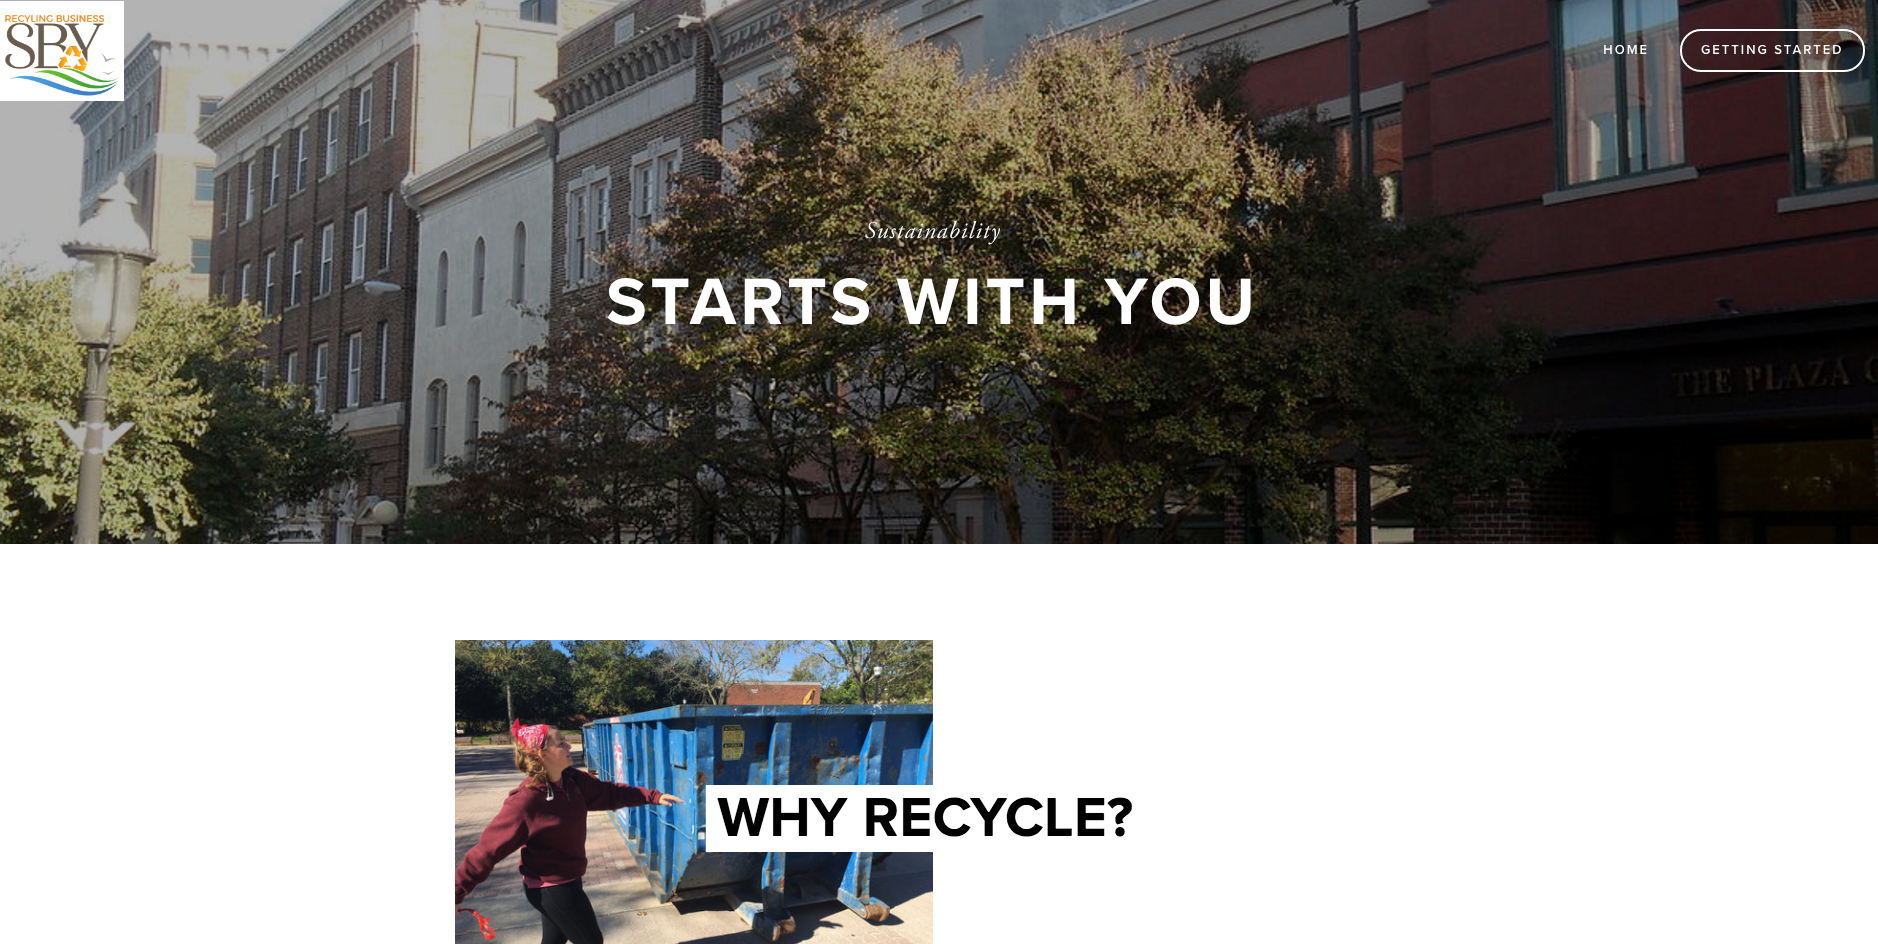 RECYLING BUSINESS
SBY
HOME
GETTING STARTED
Sustainability
STARTS WITH YOU
THE PLAZA
WHY RECYCLE?